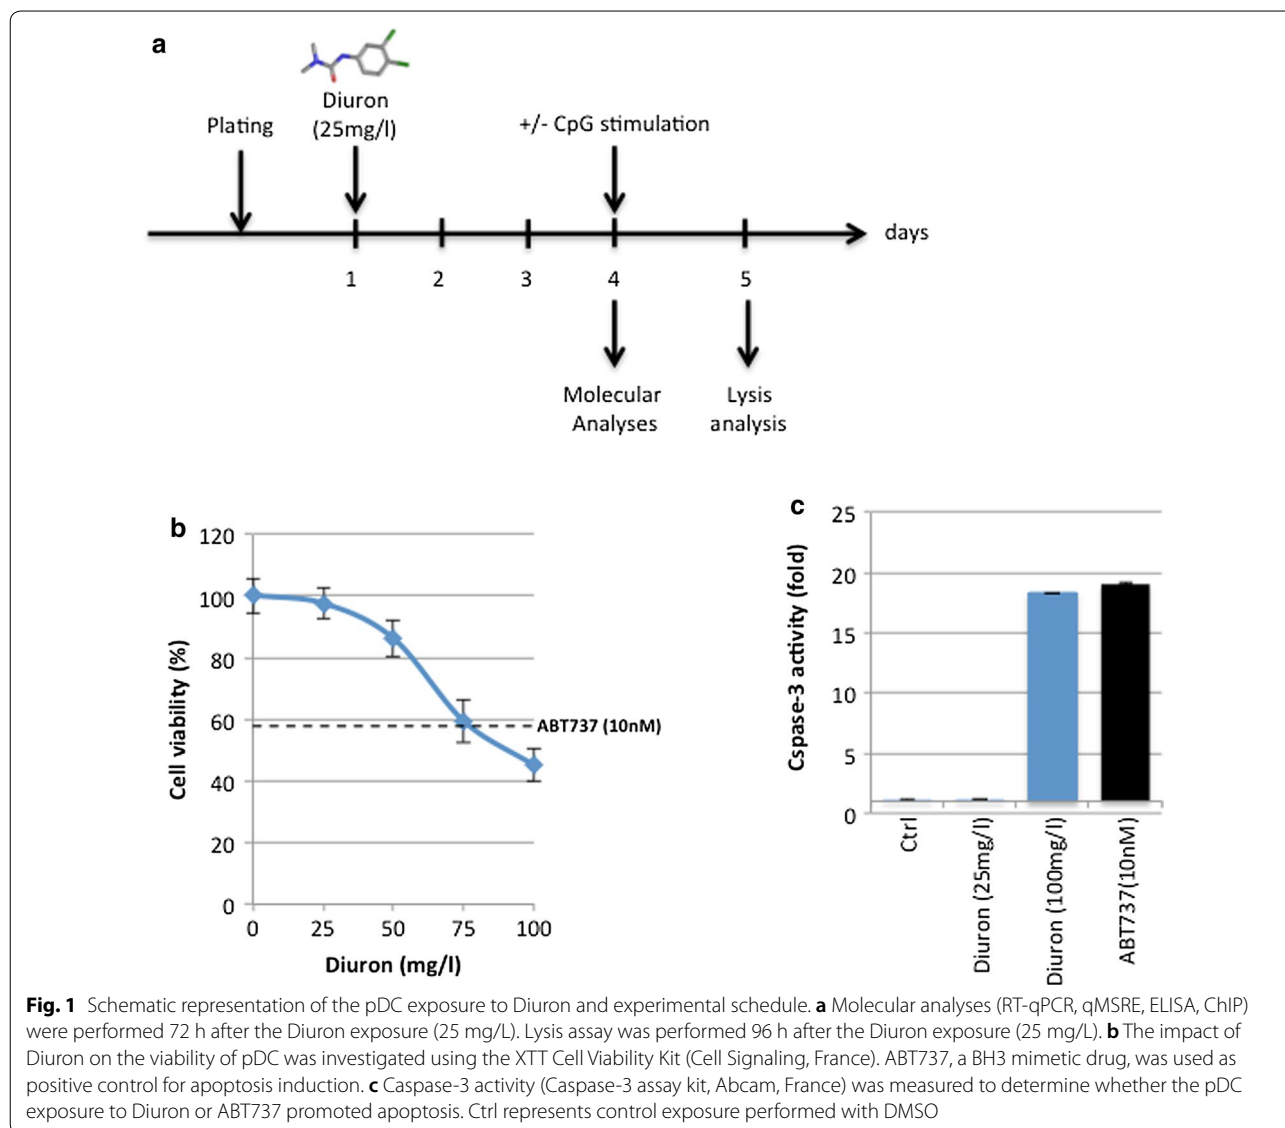 a
Diuron
(25mg/l)
Plating
+/- CpG stimulation
days
1 2 3 4 5
Molecular
Analyses
Lysis
analysis
b
120
100
80
60
40
20
0
Cell viability (%)
ABT737 (10nM)
0 25 50 75 100
Diuron (mg/l)
c
25
20
15
10
5
0
Cspase-3 activity (fold)
Ctrl
Diuron (25mg/l)
Diuron (100mg/l)
ABT737(10nM)
Fig. 1 Schematic representation of the pDC exposure to Diuron and experimental schedule. a Molecular analyses (RT-qPCR, qMSRE, ELISA, ChIP)
were performed 72 h after the Diuron exposure (25 mg/L). Lysis assay was performed 96 h after the Diuron exposure (25 mg/L). b The impact of
Diuron on the viability of pDC was investigated using the XTT Cell Viability Kit (Cell Signaling, France). ABT737, a BH3 mimetic drug, was used as
positive control for apoptosis induction. c Caspase-3 activity (Caspase-3 assay kit, Abcam, France) was measured to determine whether the pDC
exposure to Diuron or ABT737 promoted apoptosis. Ctrl represents control exposure performed with DMSO